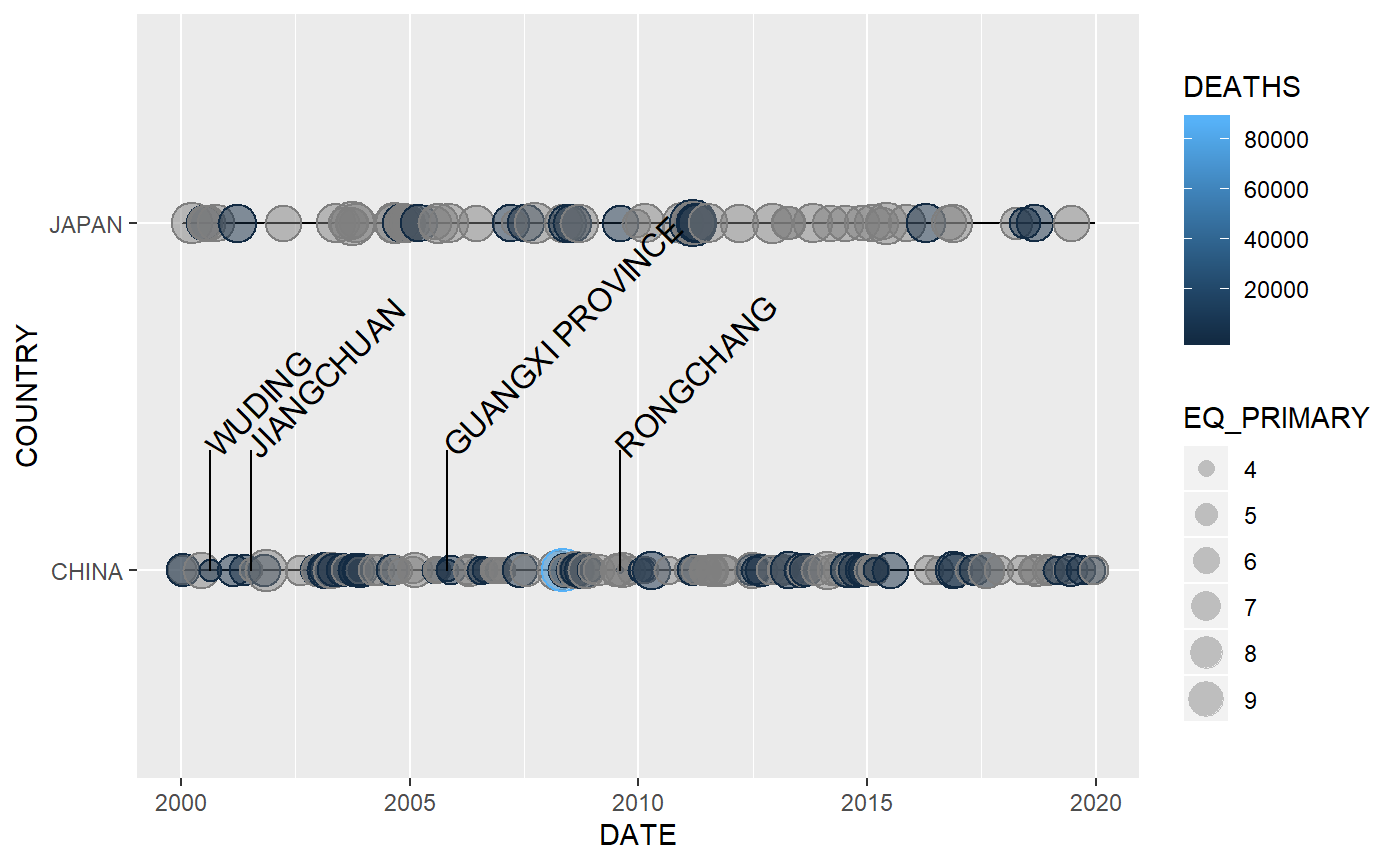 COUNTRY
JAPAN
CHINA
WUDING
JIANGCHUAN
GUANGXI PROVINCE
RONGCHANG
2000
2005
2010
2015
2020
DATE
DEATHS
80000
60000
40000
20000
EQ_PRIMARY
4
5
6
7
8
9